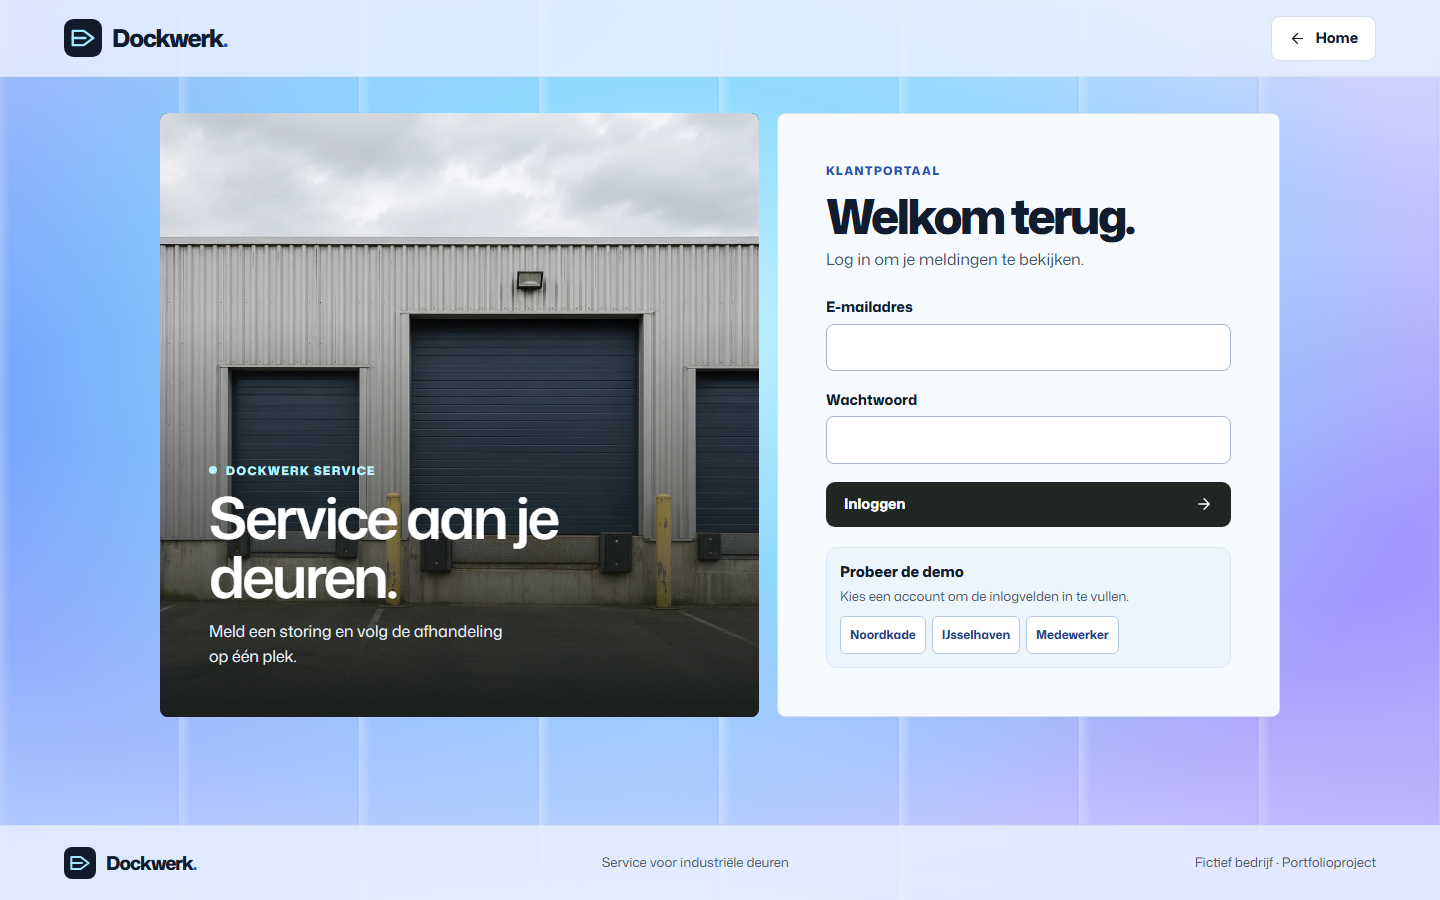 Dockwerk.
Home
DOCKWERK SERVICE
Service aan je
deuren.
Meld een storing en volg de afhandeling
op één plek.
KLANTPORTAAL
Welkom terug.
Log in om je meldingen te bekijken.
E-mailadres
Wachtwoord
Inloggen
Probeer de demo
Kies een account om de inlogvelden in te vullen.
Noordkade
IJsselhaven
Medewerker
Dockwerk.
Service voor industriële deuren
Fictief bedrijf · Portfolioproject